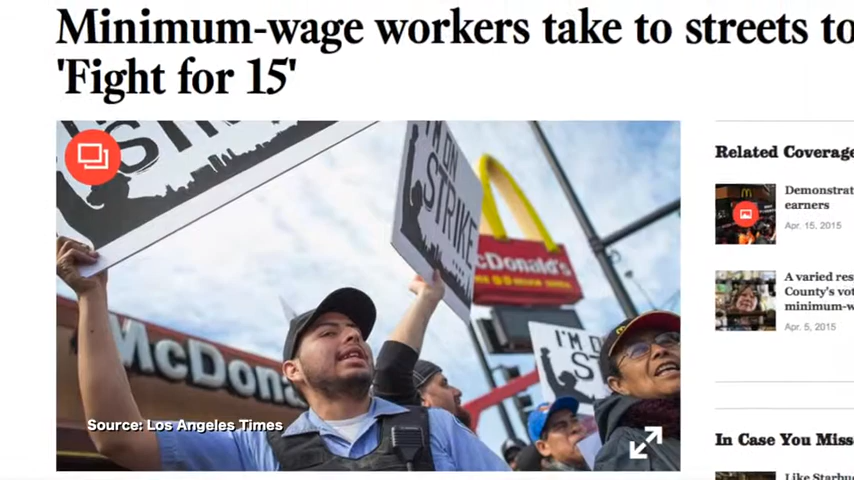 Minimum-wage workers take to streets to
'Fight for 15'
I'M ON
STRIKE
McDonald's
McDona
I'M O
ST
Source: Los Angeles Times
Related Coverage
Demonstrat
earners
Apr. 15, 2015
A varied res
County's vot
minimum-w
Apr. 5, 2015
In Case You Miss
Like Starbu